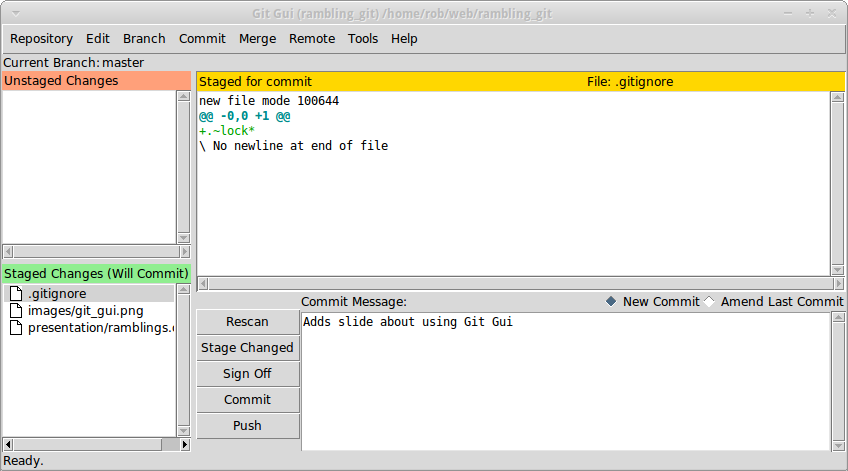 Git Gui (rambling_git) /home/rob/web/rambling_git
Repository Edit Branch Commit Merge Remote Tools Help
Current Branch: master
Unstaged Changes
Staged for commit File: .gitignore
new file mode 100644
@@ -0,0 +1 @@
+.~lock*
\ No newline at end of file
Staged Changes (Will Commit)
.gitignore
images/git_gui.png
presentation/ramblings.
Commit Message: New Commit Amend Last Commit
Rescan
Stage Changed
Sign Off
Commit
Push
Adds slide about using Git Gui
Ready.